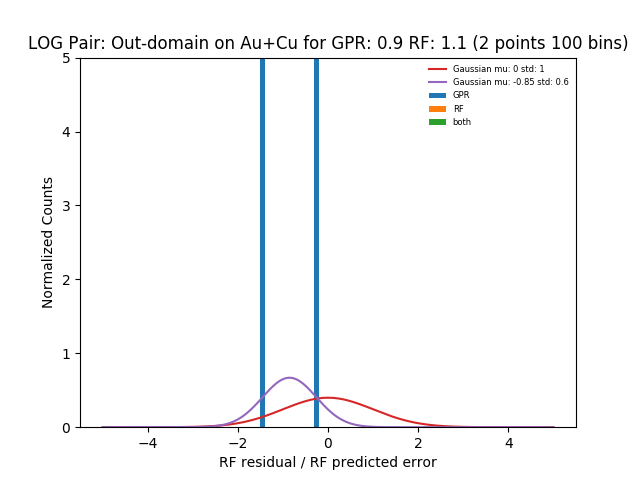 LOG Pair: Out-domain on Au+Cu for GPR: 0.9 RF: 1.1 (2 points 100 bins)
Gaussian mu: 0 std: 1
Gaussian mu: -0.85 std: 0.6
GPR
RF
both
Normalized Counts
5
4
3
2
1
0
−4 −2 0 2 4
RF residual / RF predicted error